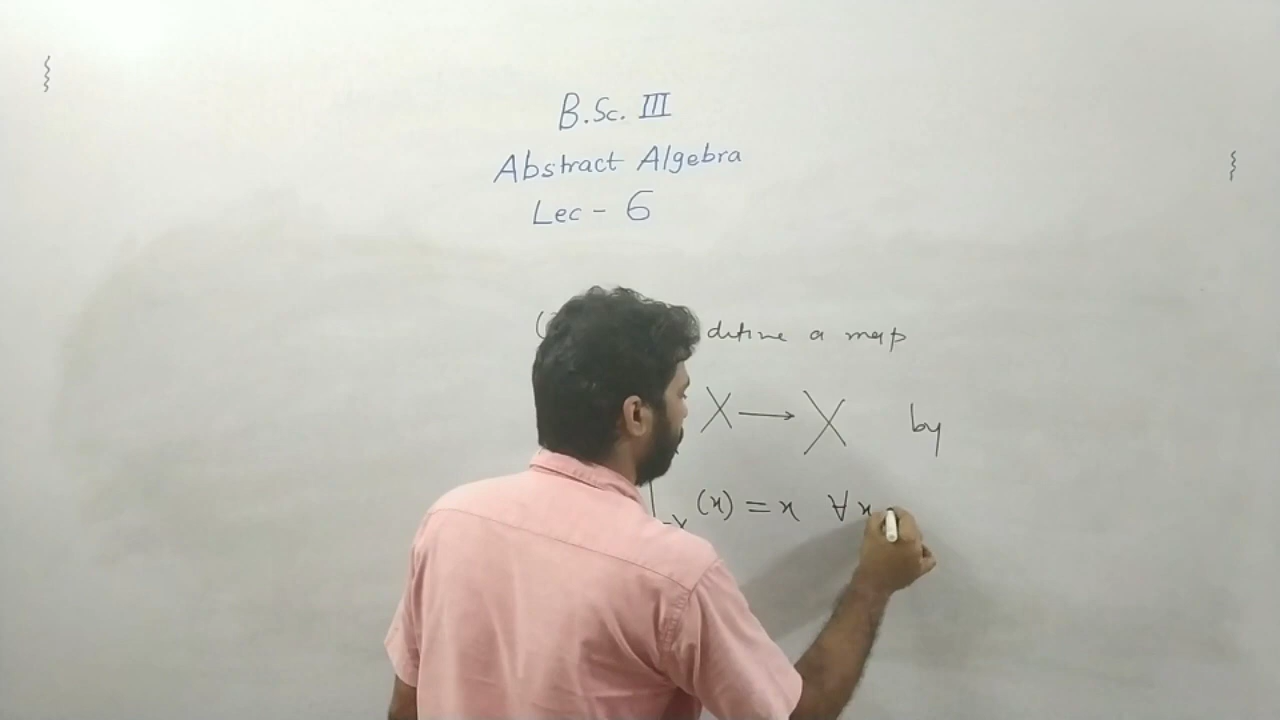 B.Sc. III
Abstract Algebra
Lec - 6
( define a map
X → X by
(x) = x ∀ x